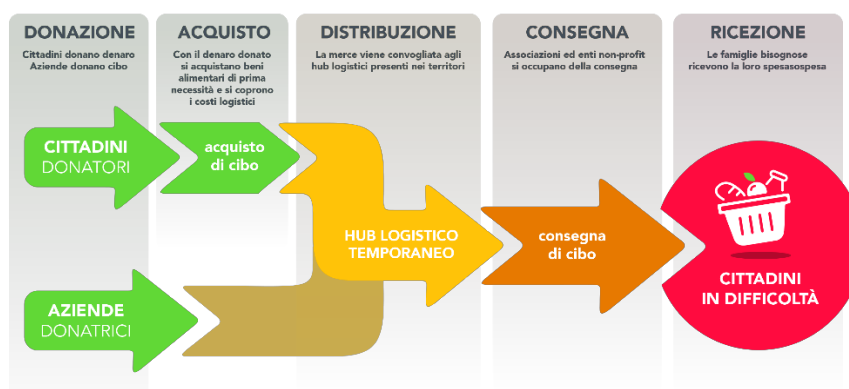 DONAZIONE
Cittadini donano denaro
Aziende donano cibo
ACQUISTO
Con il denaro donato
si acquistano beni
alimentari di prima
necessità e si coprono
i costi logistici
DISTRIBUZIONE
La merce viene convogliata agli
hub logistici presenti nei territori
CONSEGNA
Associazioni ed enti non-profit
si occupano della consegna
RICEZIONE
Le famiglie bisognose
ricevono la loro spesasospesa
CITTADINI
DONATORI
acquisto
di cibo
HUB LOGISTICO
TEMPORANEO
consegna
di cibo
CITTADINI
IN DIFFICOLTÀ
AZIENDE
DONATRICI